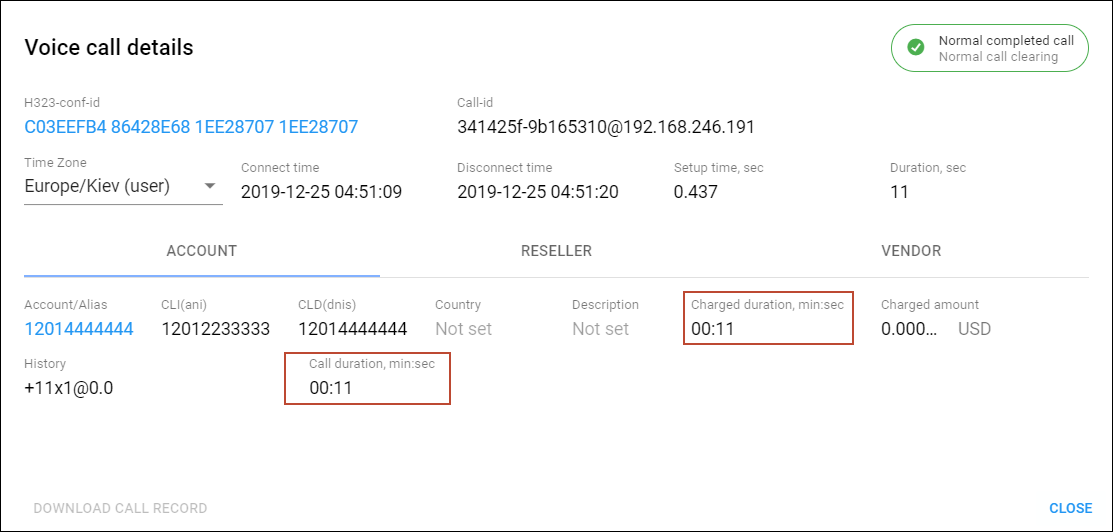 Voice call details
Normal completed call
Normal call clearing
H323-conf-id
Call-id
C03EEFB4 86428E68 1EE28707 1EE28707
341425f-9b165310@192.168.246.191
Time Zone
Connect time
Disconnect time
Setup time, sec
Duration, sec
Europe/Kiev (user)
2019-12-25 04:51:09
2019-12-25 04:51:20
0.437
11
ACCOUNT
RESELLER
VENDOR
Account/Alias
CLI(ani)
CLD(dnis)
Country
Description
Charged duration, min:sec
Charged amount
12014444444
12012233333
12014444444
Not set
Not set
00:11
0.000... USD
History
Call duration, min:sec
+11x1@0.0
00:11
DOWNLOAD CALL RECORD
CLOSE